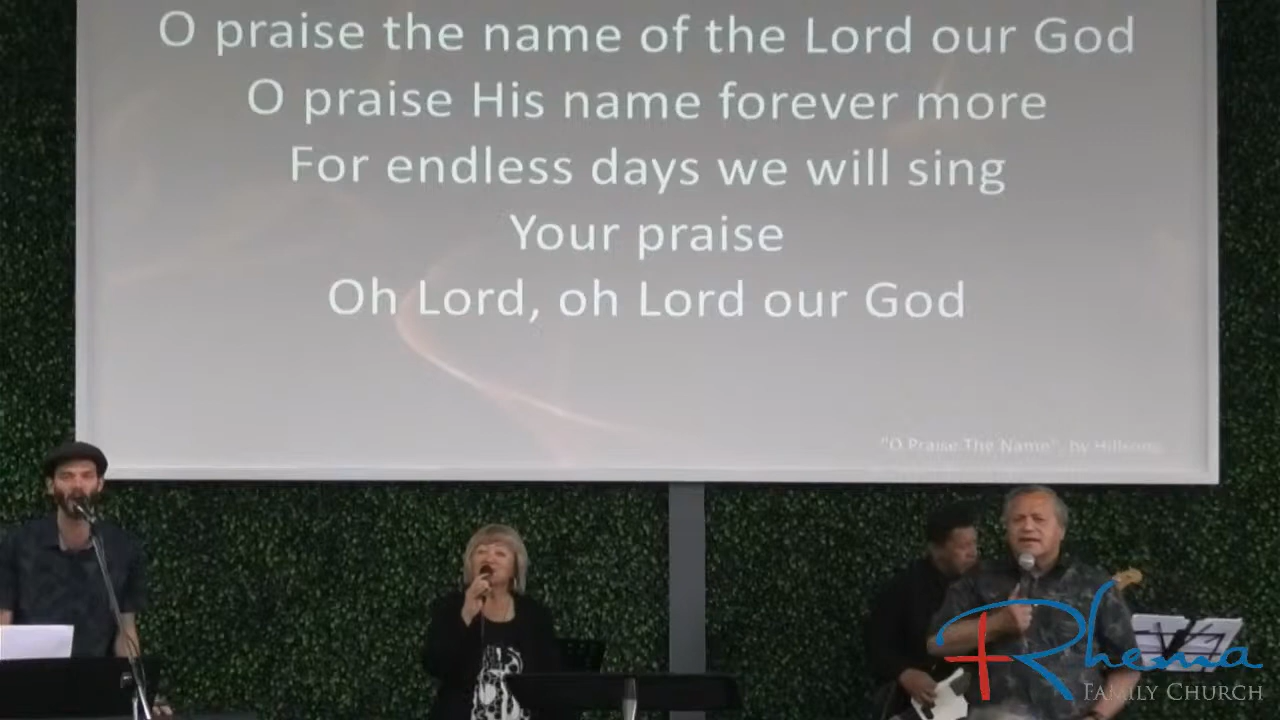 O praise the name of the Lord our God
O praise His name forever more
For endless days we will sing
Your praise
Oh Lord, oh Lord our God
"O Praise The Name", by Hillsong
Rhema
Family Church